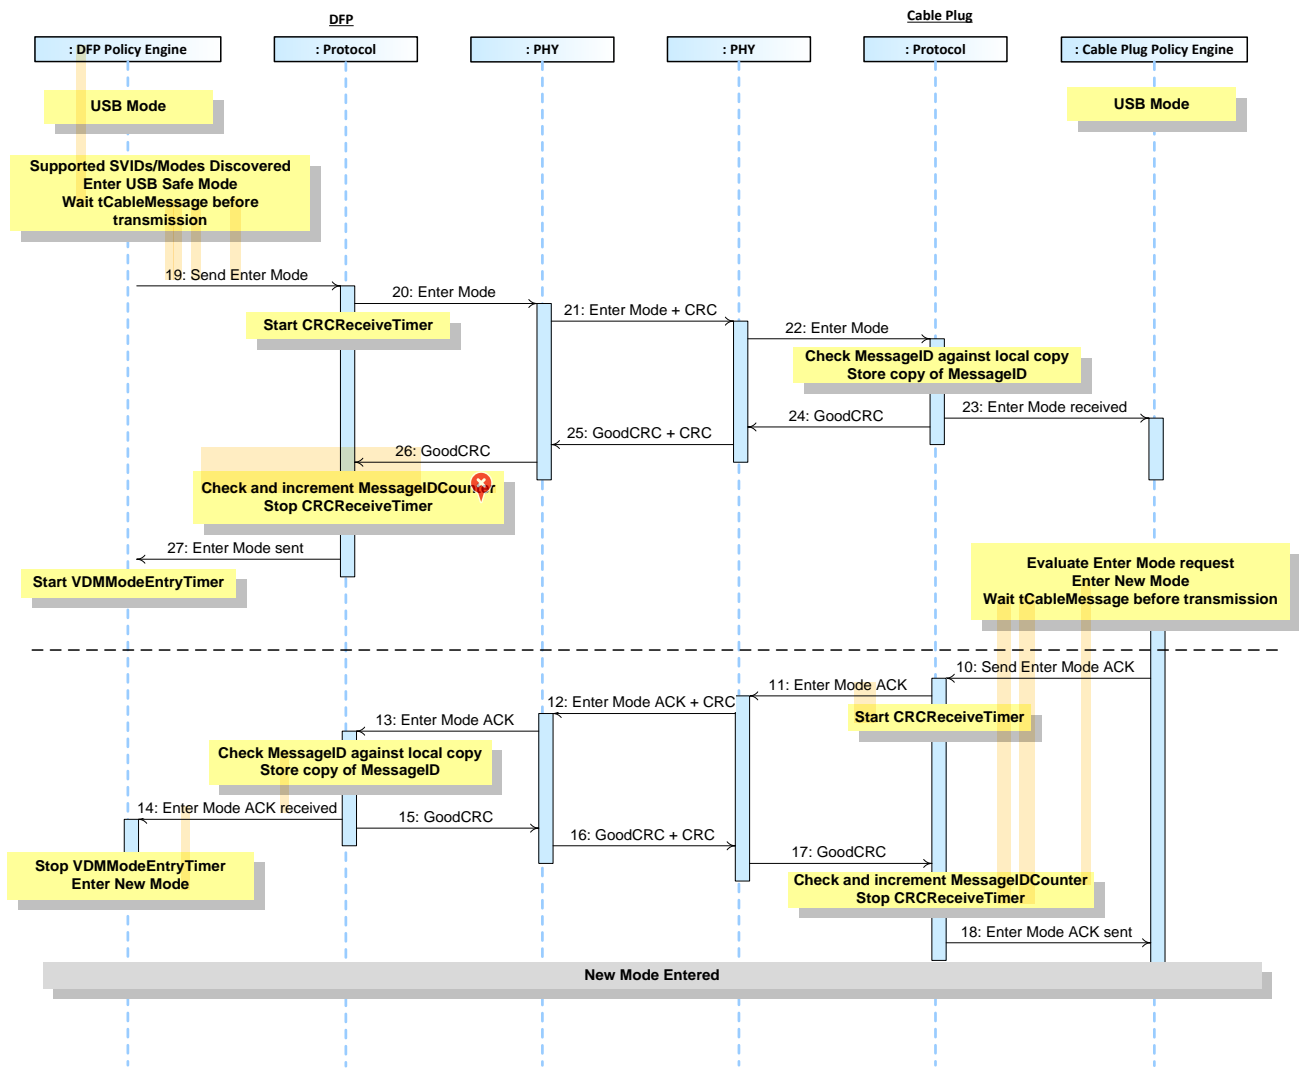 DFP
Cable Plug
: DFP Policy Engine
: Protocol
: PHY
: PHY
: Protocol
: Cable Plug Policy Engine
USB Mode
USB Mode
Supported SVIDs/Modes Discovered
Enter USB Safe Mode
Wait tCableMessage before
transmission
19: Send Enter Mode
20: Enter Mode
21: Enter Mode + CRC
22: Enter Mode
Start CRCReceiveTimer
Check MessageID against local copy
Store copy of MessageID
23: Enter Mode received
24: GoodCRC
25: GoodCRC + CRC
26: GoodCRC
Check and increment MessageIDCounter
Stop CRCReceiveTimer
27: Enter Mode sent
Start VDMModeEntryTimer
Evaluate Enter Mode request
Enter New Mode
Wait tCableMessage before transmission
10: Send Enter Mode ACK
11: Enter Mode ACK
12: Enter Mode ACK + CRC
13: Enter Mode ACK
Start CRCReceiveTimer
Check MessageID against local copy
Store copy of MessageID
14: Enter Mode ACK received
15: GoodCRC
16: GoodCRC + CRC
17: GoodCRC
Stop VDMModeEntryTimer
Enter New Mode
Check and increment MessageIDCounter
Stop CRCReceiveTimer
18: Enter Mode ACK sent
New Mode Entered